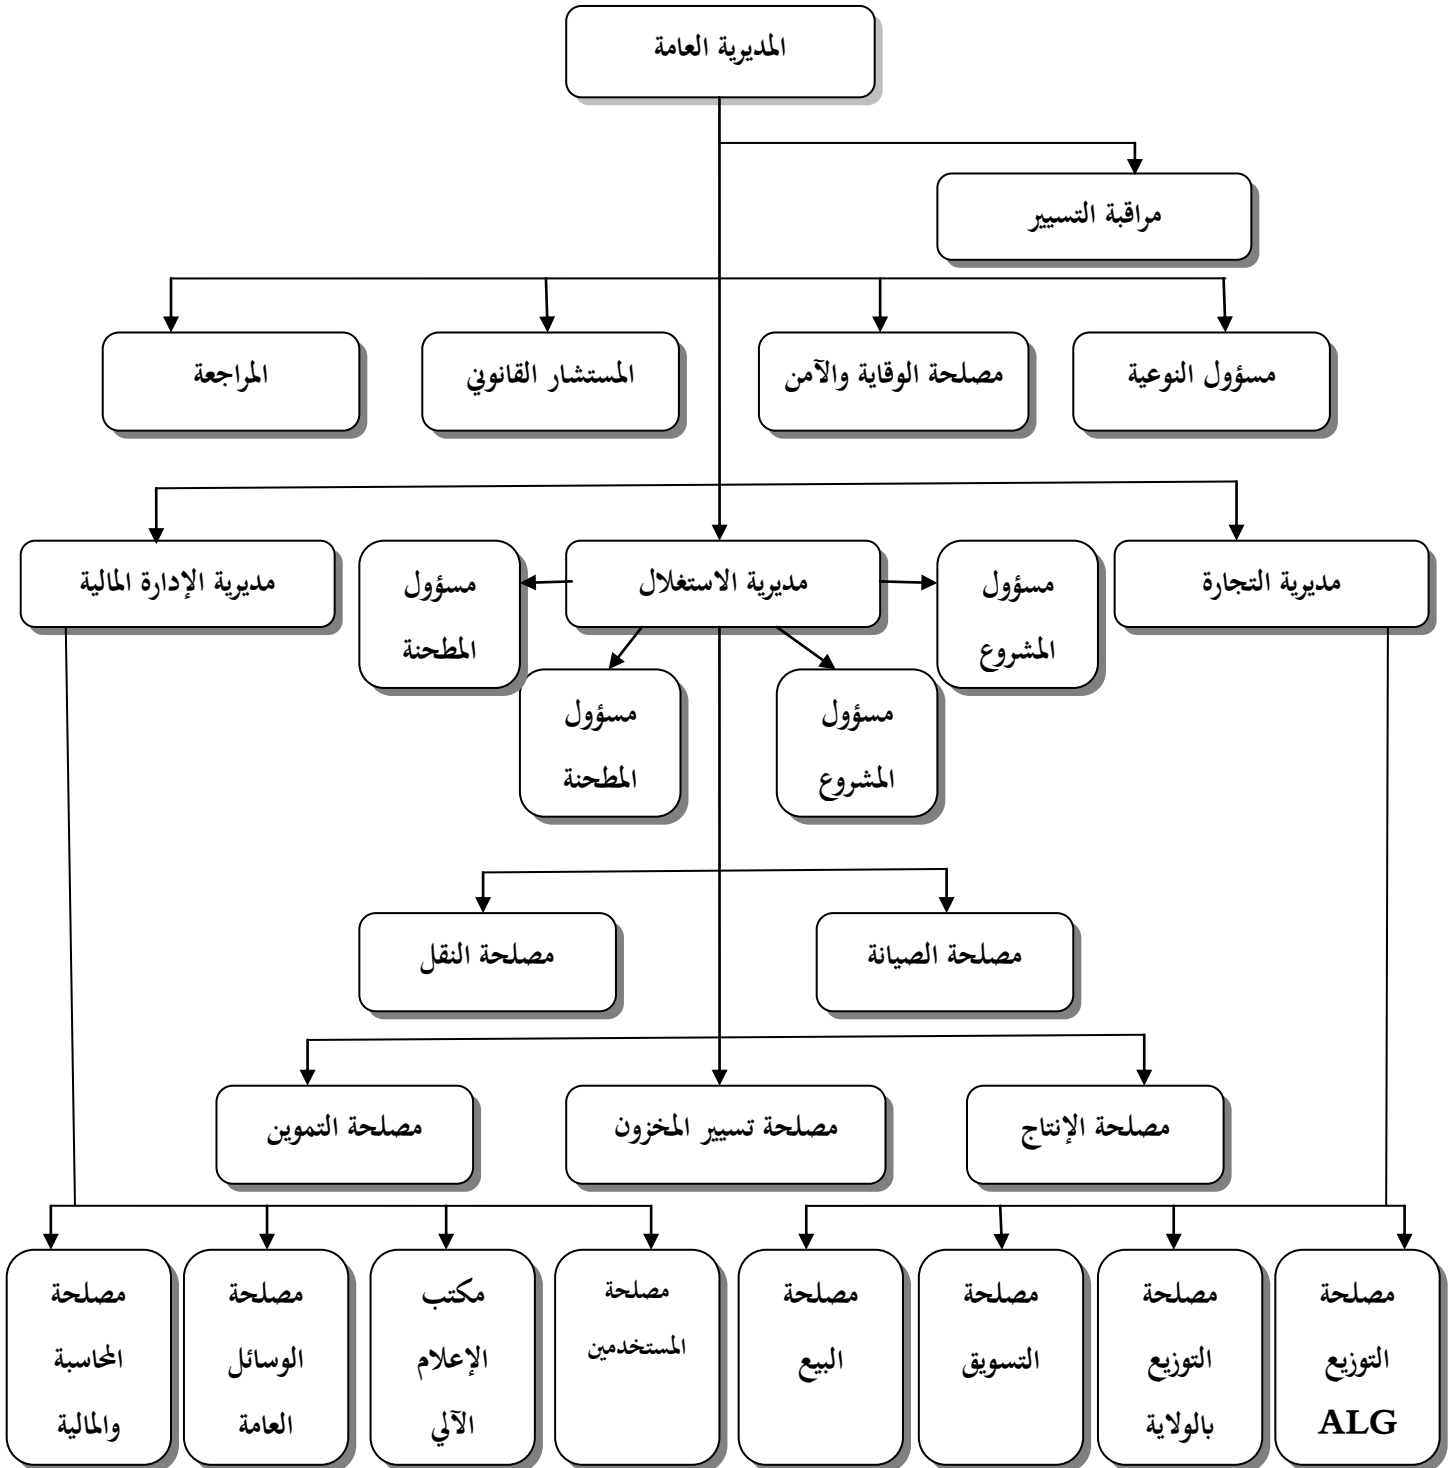 المديرية العامة
مراقبة التسيير
مسؤول النوعية
مصلحة الوقاية والآمن
المستشار القانوني
المراجعة
مديرية التجارة
مسؤول
المشروع
مديرية الاستغلال
مسؤول
المطحنة
مديرية الإدارة المالية
مسؤول
المشروع
مسؤول
المطحنة
مصلحة الصيانة
مصلحة النقل
مصلحة الإنتاج
مصلحة تسيير المخزون
مصلحة التموين
مصلحة
التوزيع
ALG
مصلحة
التوزيع
بالولاية
مصلحة
التسويق
مصلحة
البيع
مصلحة
المستخدمين
مكتب
الإعلام
الآلي
مصلحة
الوسائل
العامة
مصلحة
المحاسبة
والمالية